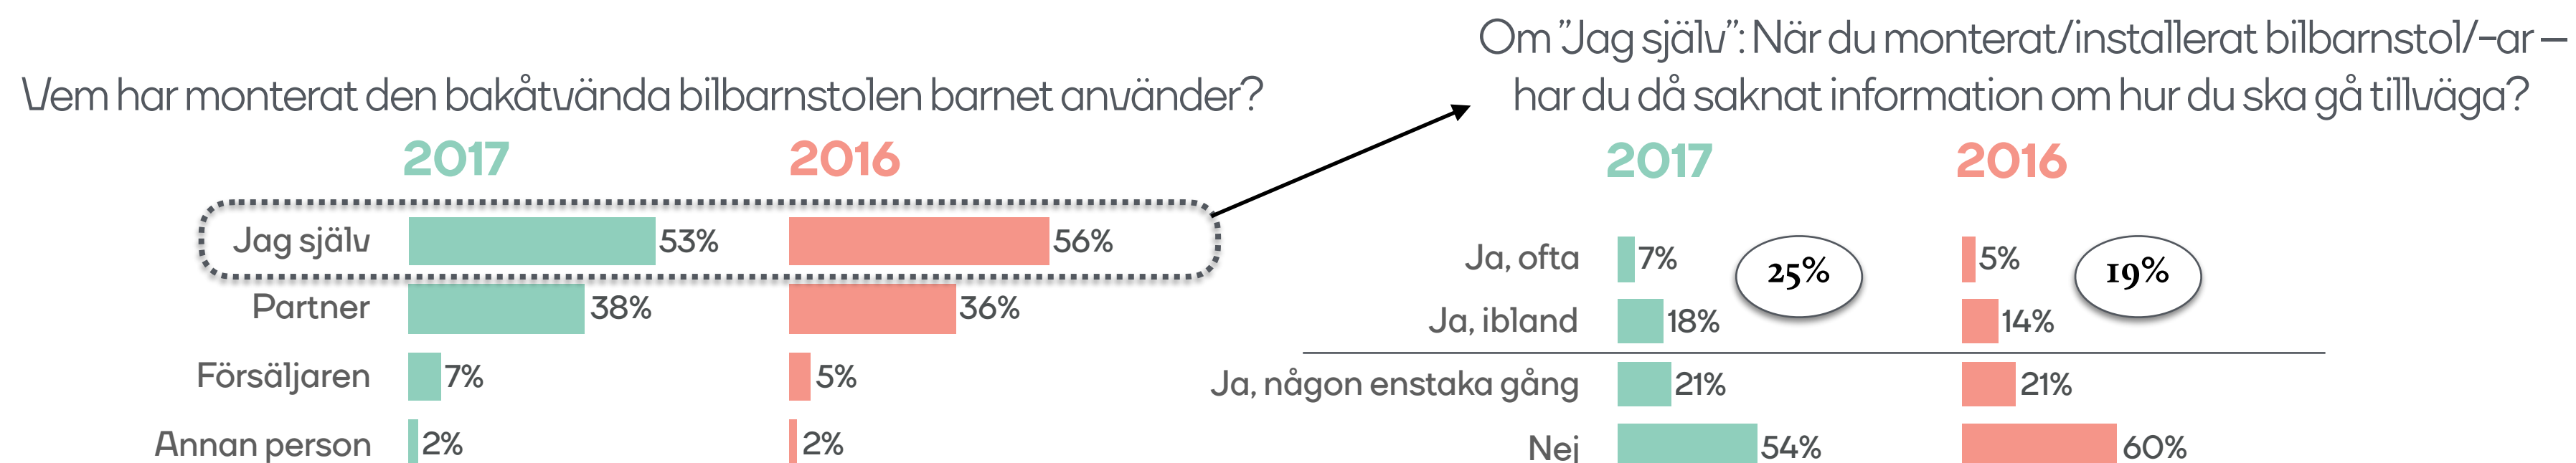 Vem har monterat den bakåtvända bilbarnstolen barnet använder?
2017 2016
Jag själv 53% 56%
Partner 38% 36%
Försäljaren 7% 5%
Annan person 2% 2%
Om ”Jag själv”: När du monterat/installerat bilbarnstol/-ar –
har du då saknat information om hur du ska gå tillväga?
2017 2016
Ja, ofta 7% 5%
25% 19%
Ja, ibland 18% 14%
Ja, någon enstaka gång 21% 21%
Nej 54% 60%